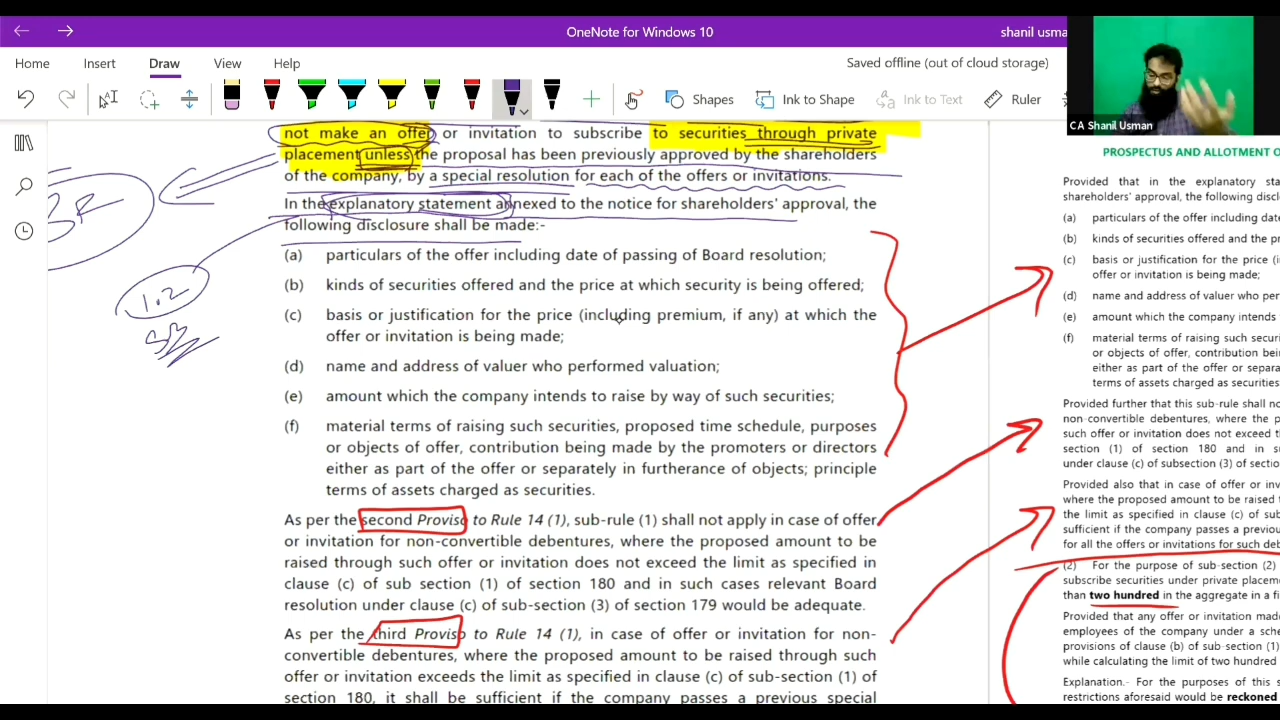 OneNote for Windows 10
shanil usma
Home Insert Draw View Help
Saved offline (out of cloud storage)
Shapes Ink to Shape Ink to Text Ruler
CA Shanil Usman
not make an offer or invitation to subscribe to securities through private
placement unless the proposal has been previously approved by the shareholders
of the company, by a special resolution for each of the offers or invitations.
In the explanatory statement annexed to the notice for shareholders' approval, the
following disclosure shall be made:-
(a) particulars of the offer including date of passing of Board resolution;
(b) kinds of securities offered and the price at which security is being offered;
(c) basis or justification for the price (including premium, if any) at which the
offer or invitation is being made;
(d) name and address of valuer who performed valuation;
(e) amount which the company intends to raise by way of such securities;
(f) material terms of raising such securities, proposed time schedule, purposes
or objects of offer, contribution being made by the promoters or directors
either as part of the offer or separately in furtherance of objects; principle
terms of assets charged as securities.
As per the second Proviso to Rule 14 (1), sub-rule (1) shall not apply in case of offer
or invitation for non-convertible debentures, where the proposed amount to be
raised through such offer or invitation does not exceed the limit as specified in
clause (c) of sub section (1) of section 180 and in such cases relevant Board
resolution under clause (c) of sub-section (3) of section 179 would be adequate.
As per the third Proviso to Rule 14 (1), in case of offer or invitation for non-
convertible debentures, where the proposed amount to be raised through such
offer or invitation exceeds the limit as specified in clause (c) of sub-section (1) of
section 180, it shall be sufficient if the company passes a previous special
1.2
PROSPECTUS AND ALLOTMENT O
Provided that in the explanatory sta
shareholders' approval, the following disclo
(a) particulars of the offer including date
(b) kinds of securities offered and the pr
(c) basis or justification for the price (i
offer or invitation is being made;
(d) name and address of valuer who per
(e) amount which the company intends
(f) material terms of raising such securi
or objects of offer, contribution bei
either as part of the offer or separa
terms of assets charged as securities
Provided further that this sub-rule shall no
non-convertible debentures, where the p
such offer or invitation does not exceed th
section (1) of section 180 and in su
under clause (c) of subsection (3) of sectio
Provided also that in case of offer or inv
where the proposed amount to be raised t
the limit as specified in clause (c) of sub
sufficient if the company passes a previou
for all the offers or invitations for such deb
(2) For the purpose of sub-section (2)
subscribe securities under private placem
than two hundred in the aggregate in a fi
Provided that any offer or invitation mad
employees of the company under a sche
provisions of clause (b) of sub-section (1)
while calculating the limit of two hundred
Explanation.- For the purposes of this s
restrictions aforesaid would be reckoned